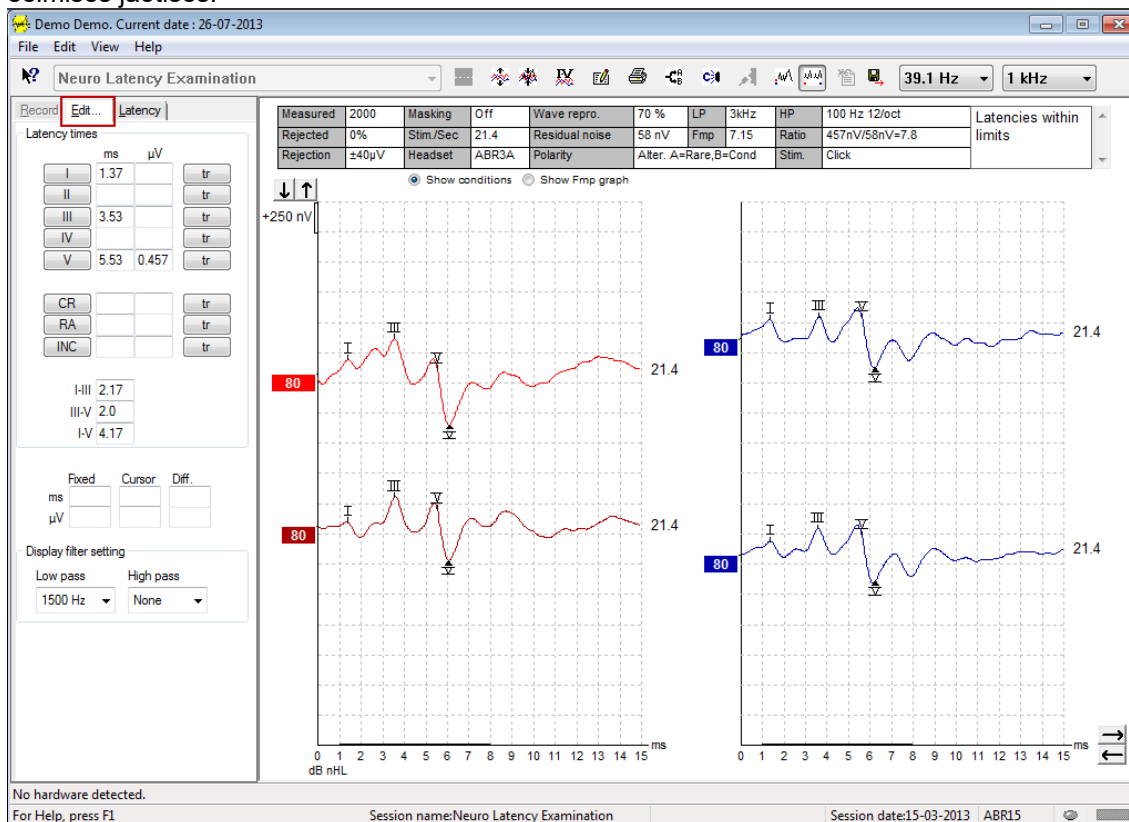 Demo Demo. Current date : 26-07-2013
File Edit View Help
Neuro Latency Examination 39.1 Hz 1 kHz
Record Edit... Latency
Latency times
ms µV
I 1.37 tr
II tr
III 3.53 tr
IV tr
V 5.53 0.457 tr
CR tr
RA tr
INC tr
I-III 2.17
III-V 2.0
I-V 4.17
Fixed Cursor Diff.
ms
µV
Display filter setting
Low pass High pass
1500 Hz None
Measured 2000 Masking Off Wave repro. 70 % LP 3kHz HP 100 Hz 12/oct
Rejected 0% Stim./Sec 21.4 Residual noise 58 nV Fmp 7.15 Ratio 457nV/58nV=7.8
Rejection ±40µV Headset ABR3A Polarity Alter. A=Rare,B=Cond Stim. Click
Latencies within
limits
Show conditions Show Fmp graph
+250 nV
I III V
80 21.4
I III V
80 21.4
0 1 2 3 4 5 6 7 8 9 10 11 12 13 14 15 ms
dB nHL
I III V
80 21.4
I III V
80 21.4
0 1 2 3 4 5 6 7 8 9 10 11 12 13 14 15 ms
No hardware detected.
For Help, press F1 Session name:Neuro Latency Examination Session date:15-03-2013 ABR15